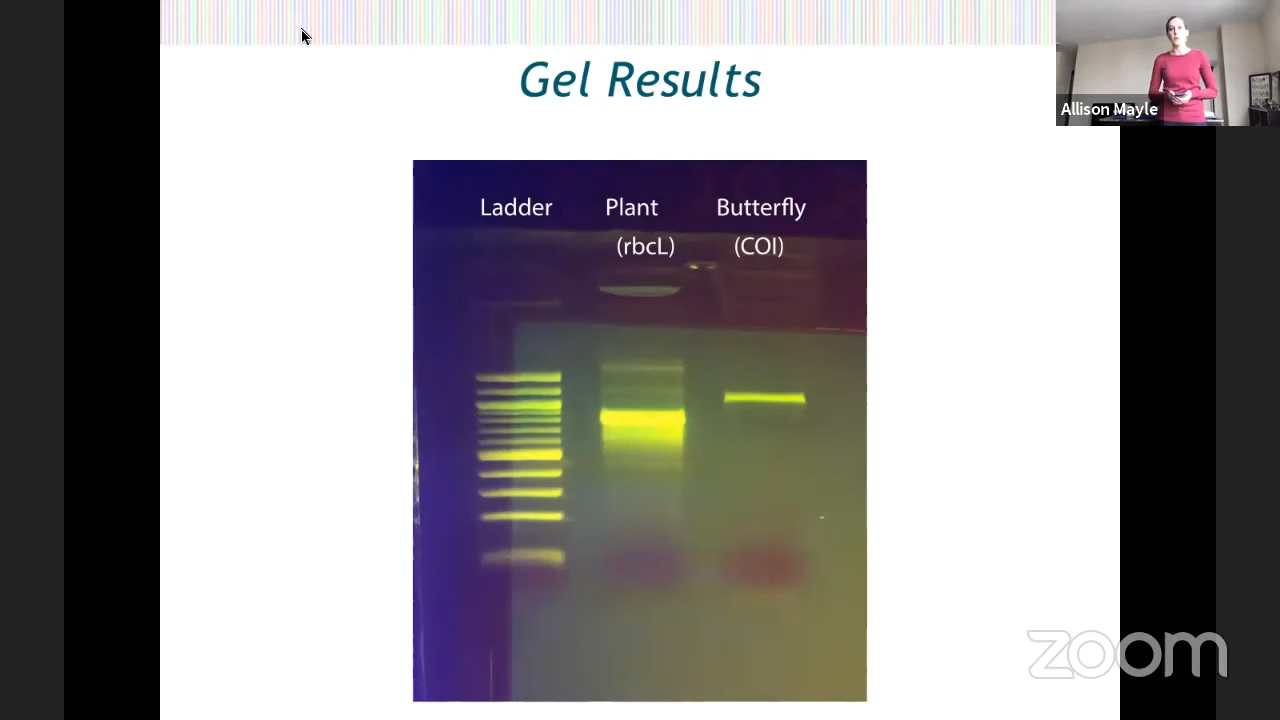 Gel Results
Allison Mayle
Ladder Plant Butterfly
(rbcL) (COI)
zoom